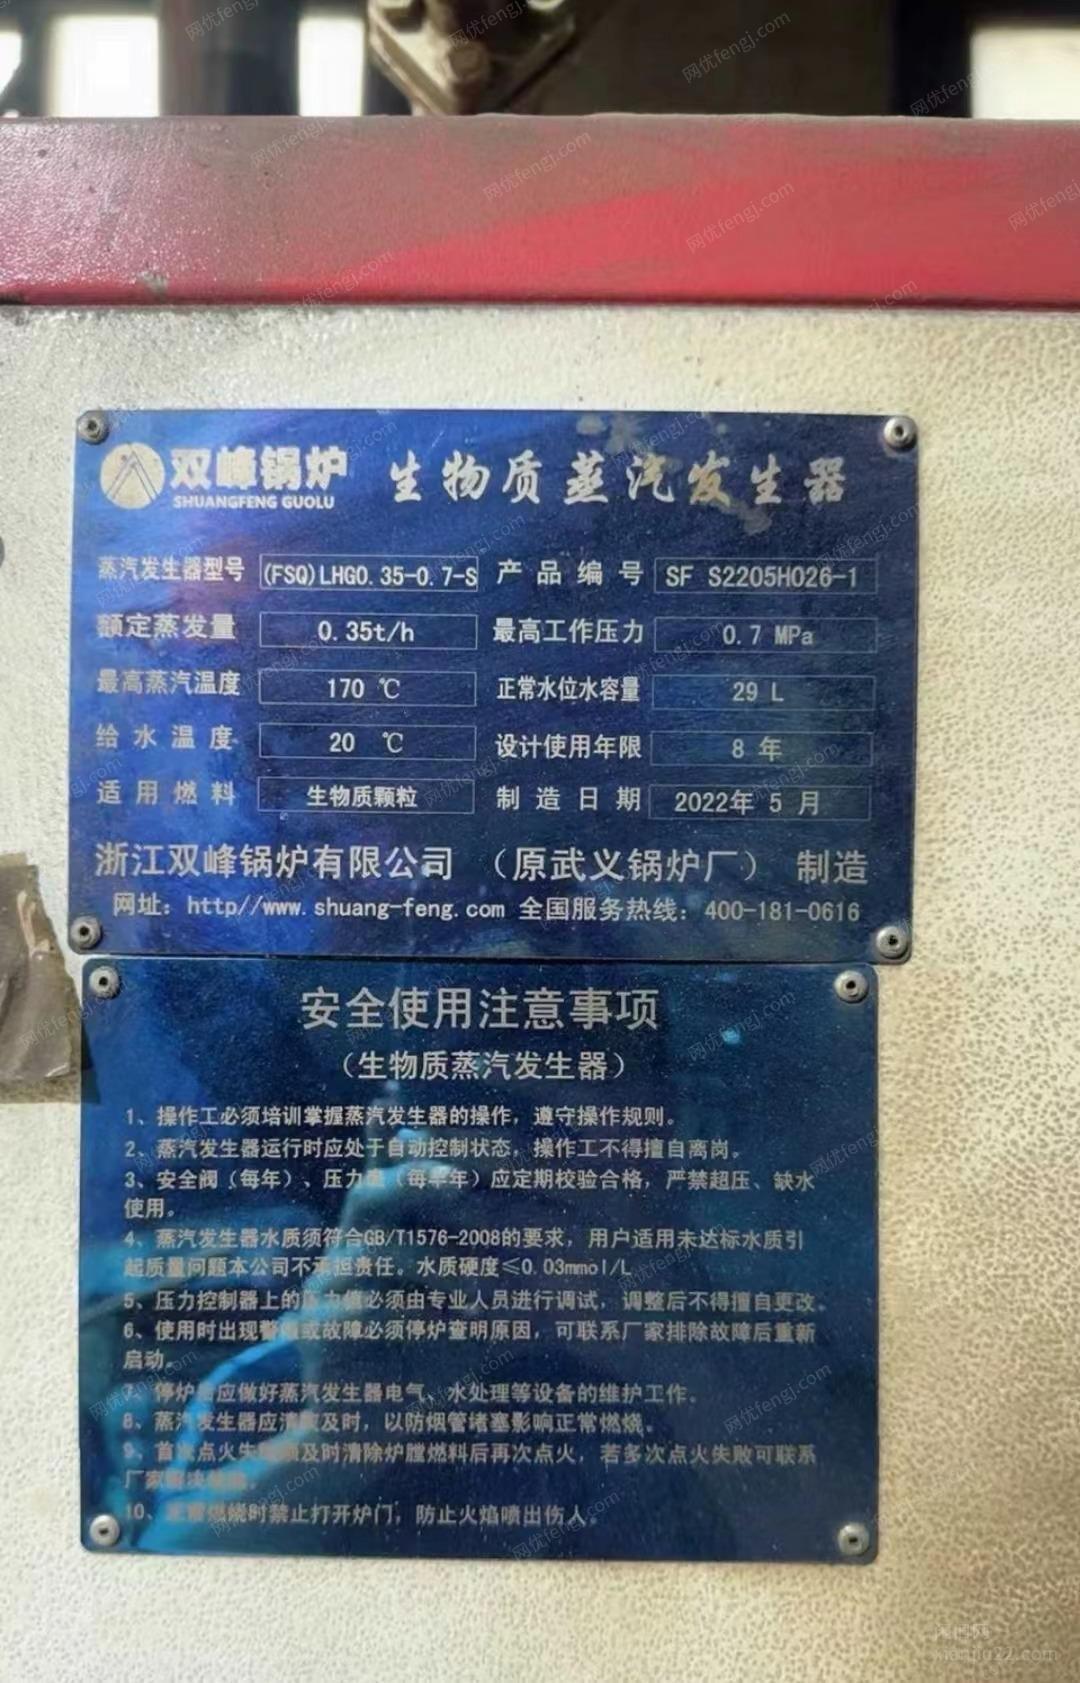 双峰锅炉 生物质蒸汽发生器
SHUANGFENG GUOLU
蒸汽发生器型号 (FSQ)LHG0.35-0.7-S 产品编号 SF S2205H026-1
额定蒸发量 0.35t/h 最高工作压力 0.7 MPa
最高蒸汽温度 170 ℃ 正常水位水容量 29 L
给水温度 20 ℃ 设计使用年限 8 年
适用燃料 生物质颗粒 制造日期 2022年 5 月
浙江双峰锅炉有限公司 （原武义锅炉厂） 制造
网址：http//www.shuang-feng.com 全国服务热线：400-181-0616
安全使用注意事项
（生物质蒸汽发生器）
1、操作工必须培训掌握蒸汽发生器的操作，遵守操作规则。
2、蒸汽发生器运行时应处于自动控制状态，操作工不得擅自离岗。
3、安全阀（每年）、压力（每半年）应定期校验合格，严禁超压、缺水
使用。
4、蒸汽发生器水质须符合GB/T1576-2008的要求，用户适用未达标水质引
起质量问题本公司不承担责任。水质硬度≤0.03mmol/L
5、压力控制器上的压力值必须由专业人员进行调试，调整后不得擅自更改。
6、使用时出现或故障必须停炉查明原因，可联系厂家排除故障后重新
启动。
7、停炉应做好蒸汽发生器电气、水处理等设备的维护工作。
8、蒸汽发生器应清及时，以防烟管堵塞影响正常燃烧。
9、首次点火失及时清除炉膛燃料后再次点火，若多次点火失败可联系
厂家
10、燃烧时禁止打开炉门，防止火焰喷出伤人。
网优fengj.com
xianjiu22.com